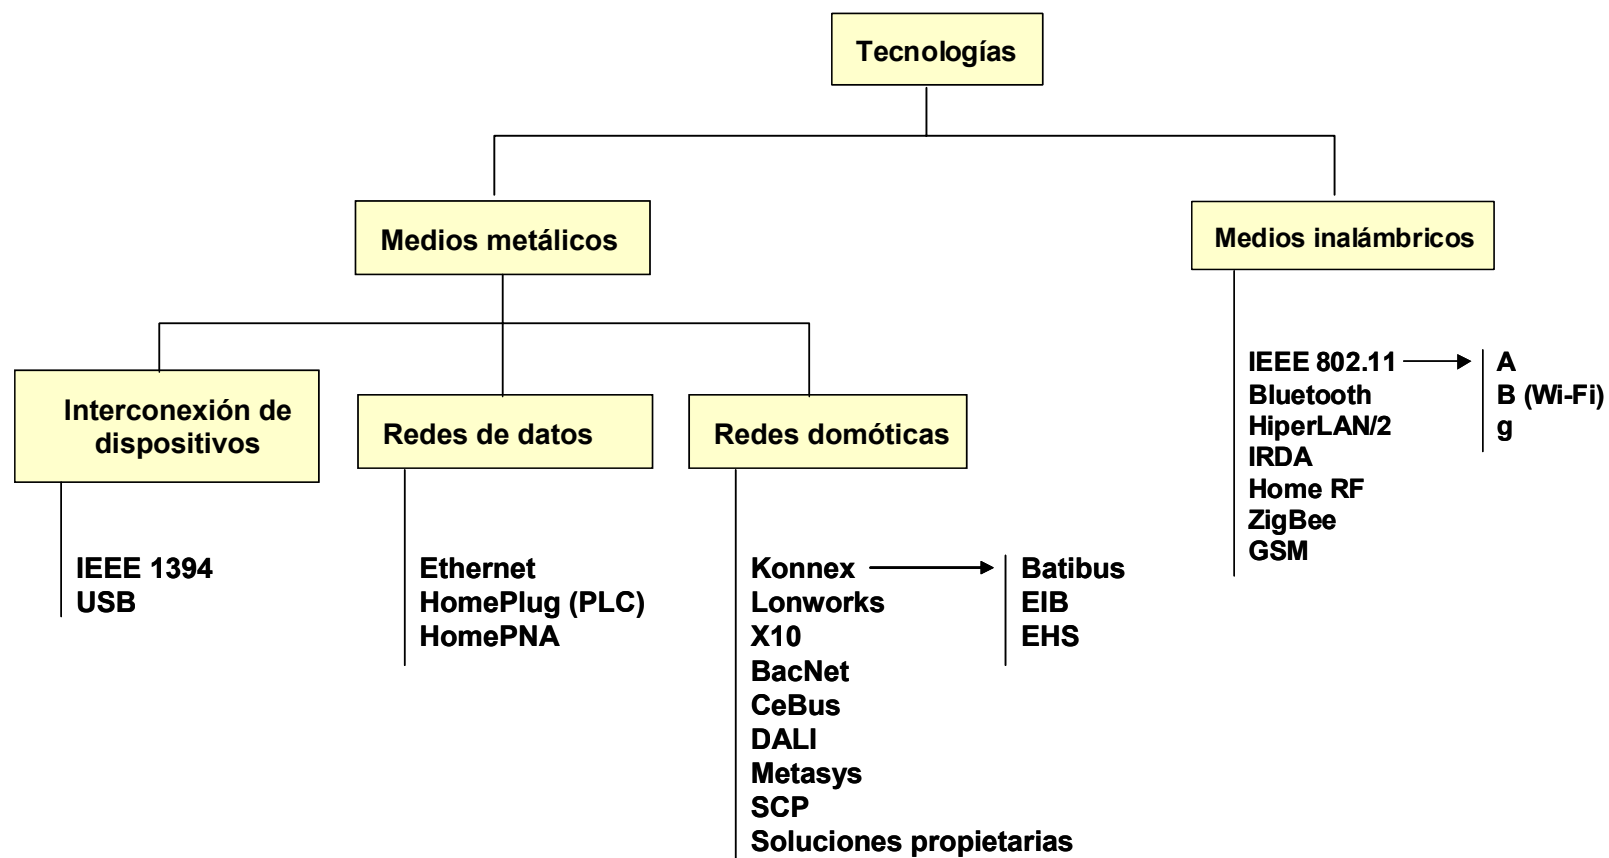 Tecnologías
Medios metálicos
Medios inalámbricos
Interconexión de
dispositivos
Redes de datos
Redes domóticas
IEEE 1394
USB
Ethernet
HomePlug (PLC)
HomePNA
Konnex
Lonworks
X10
BacNet
CeBus
DALI
Metasys
SCP
Soluciones propietarias
Batibus
EIB
EHS
IEEE 802.11
Bluetooth
HiperLAN/2
IRDA
Home RF
ZigBee
GSM
A
B (Wi-Fi)
g